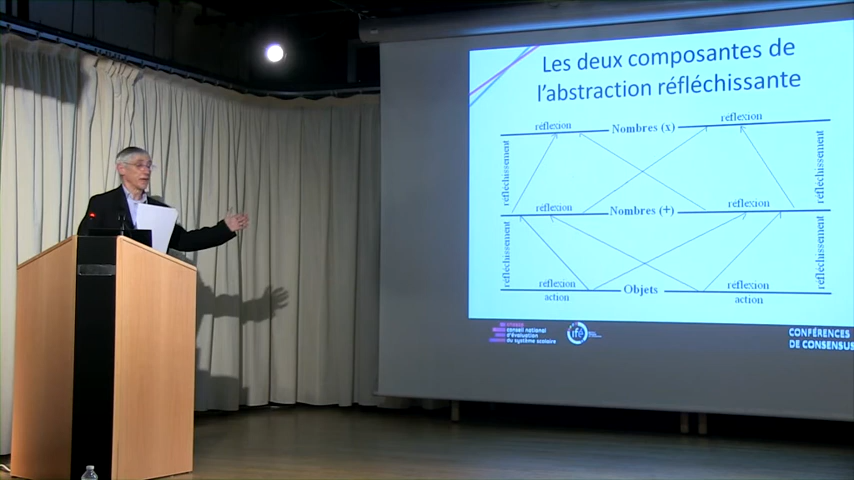 Les deux composantes de
l'abstraction réfléchissante
réflexion Nombres (x) réflexion
réfléchissement
réfléchissement
réflexion Nombres (+) réflexion
réfléchissement
réfléchissement
réflexion Objets réflexion
action action
conseil national
d'évaluation
du système scolaire
ifé
CONFÉRENCES
DE CONSENSUS